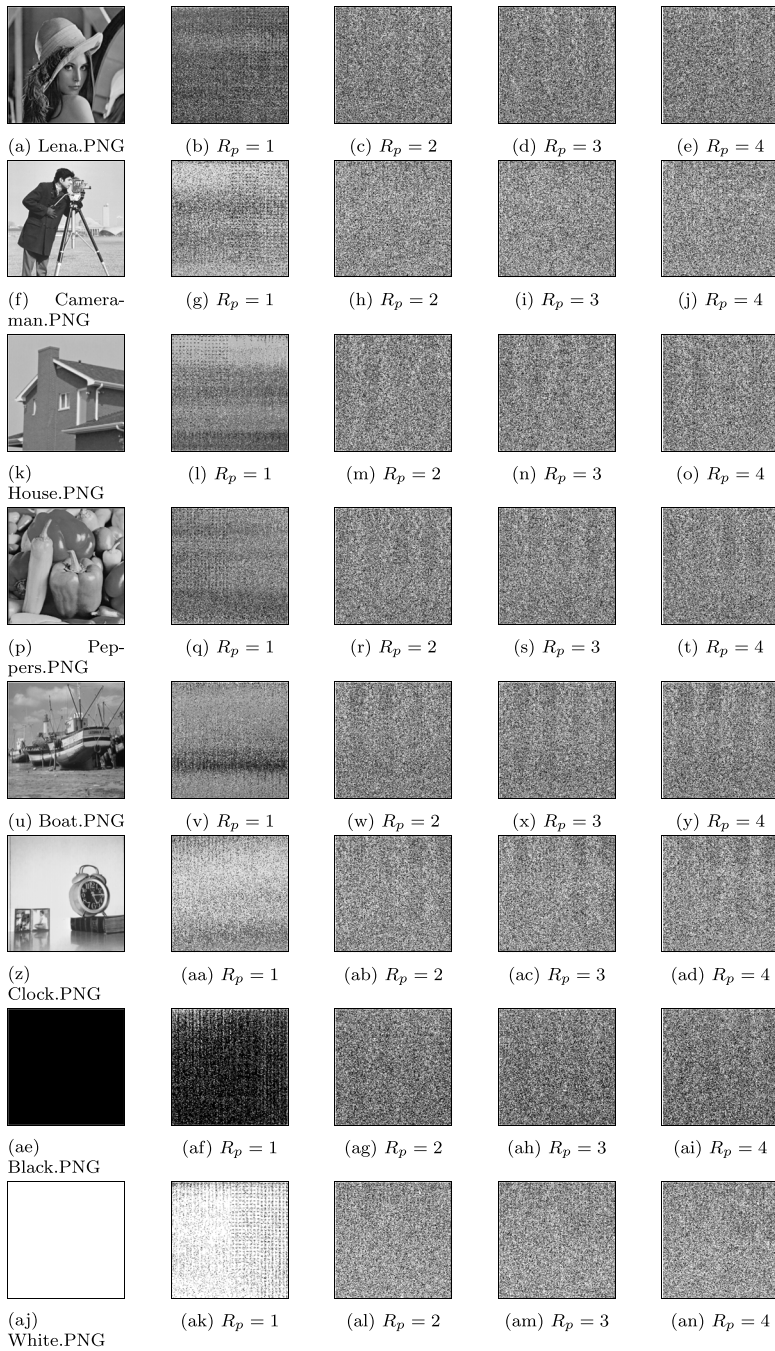 (a) Lena.PNG (b) R_p = 1 (c) R_p = 2 (d) R_p = 3 (e) R_p = 4
(f) Camera- (g) R_p = 1 (h) R_p = 2 (i) R_p = 3 (j) R_p = 4
man.PNG
(k) (l) R_p = 1 (m) R_p = 2 (n) R_p = 3 (o) R_p = 4
House.PNG
(p) Pep- (q) R_p = 1 (r) R_p = 2 (s) R_p = 3 (t) R_p = 4
pers.PNG
(u) Boat.PNG (v) R_p = 1 (w) R_p = 2 (x) R_p = 3 (y) R_p = 4
(z) (aa) R_p = 1 (ab) R_p = 2 (ac) R_p = 3 (ad) R_p = 4
Clock.PNG
(ae) (af) R_p = 1 (ag) R_p = 2 (ah) R_p = 3 (ai) R_p = 4
Black.PNG
(aj) (ak) R_p = 1 (al) R_p = 2 (am) R_p = 3 (an) R_p = 4
White.PNG